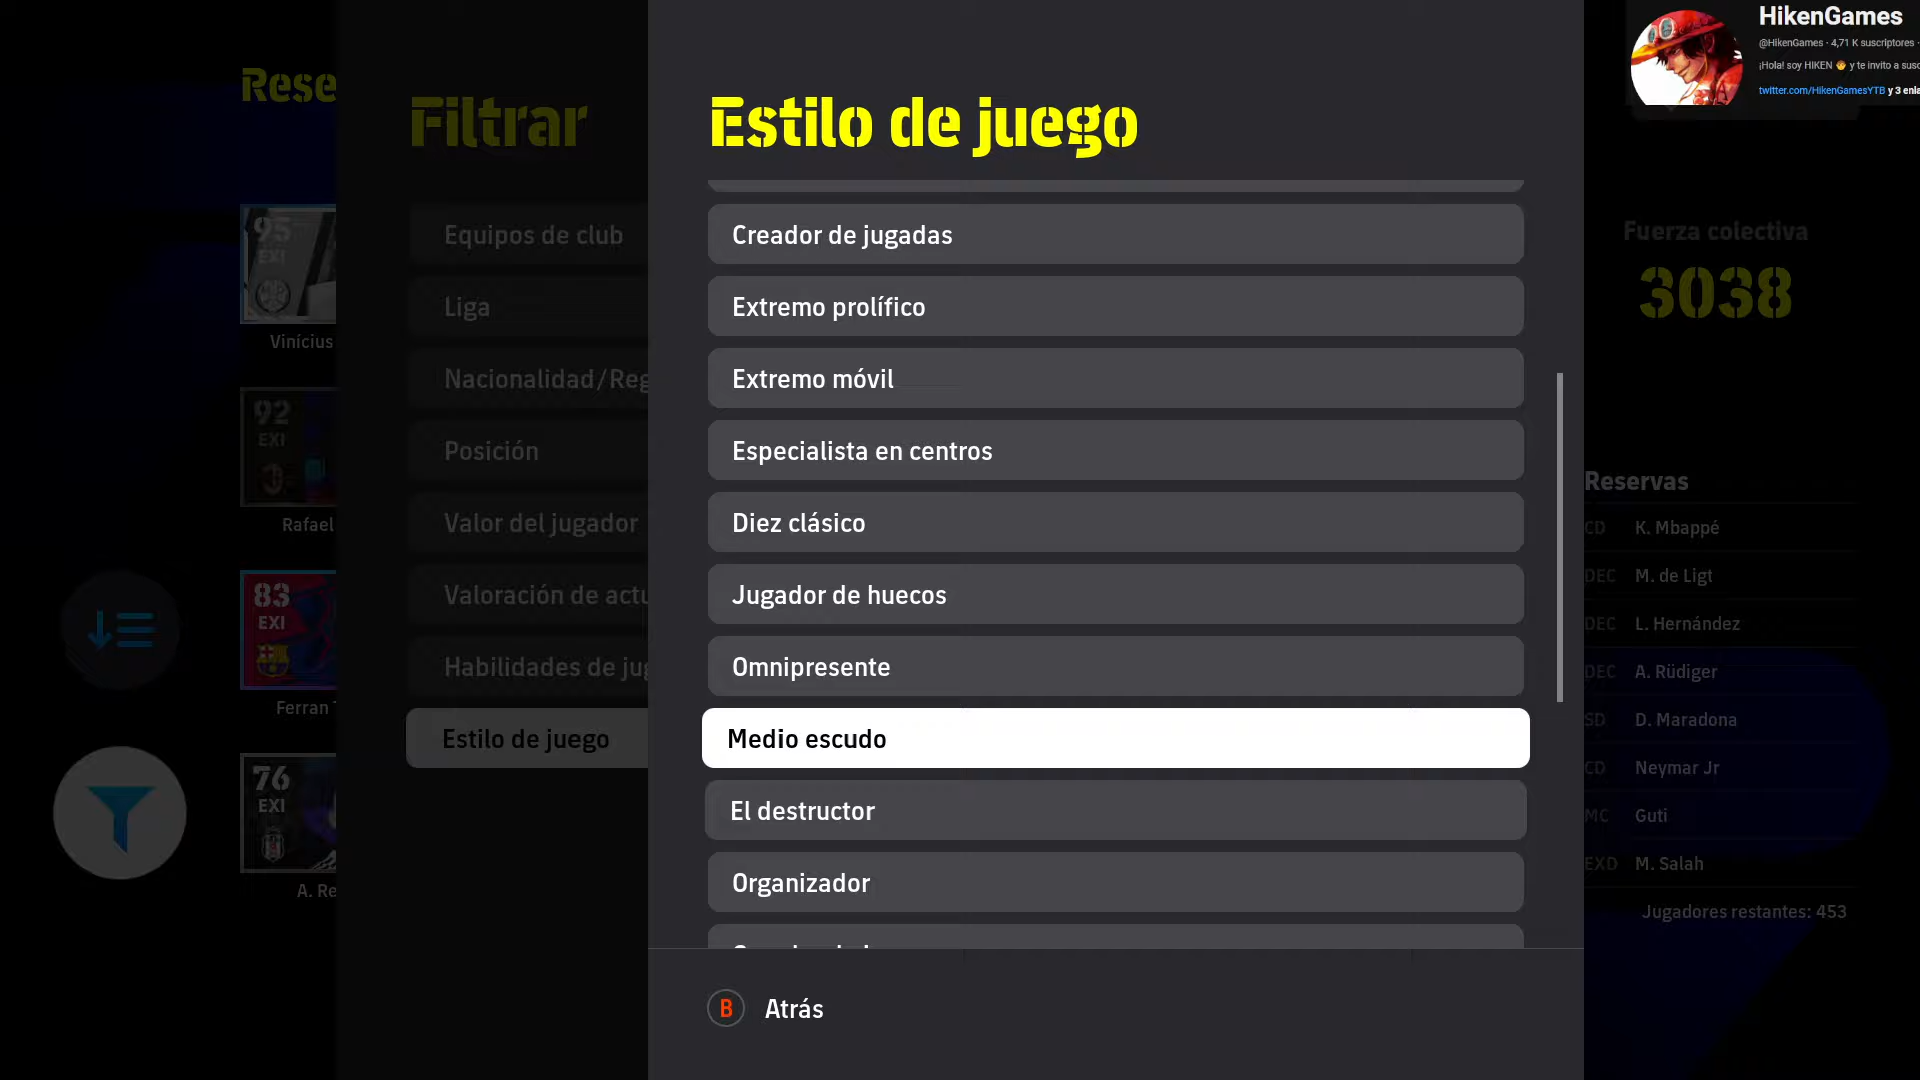 HikenGames
@HikenGames · 4,71 K suscriptores ·
¡Hola! soy HIKEN y te invito a susc
twitter.com/HikenGamesYTB y 3 enla
Rese
Filtrar
Estilo de juego
Equipos de club
Liga
Nacionalidad/Reg
Posición
Valor del jugador
Valoración de actu
Habilidades de jug
Estilo de juego
Creador de jugadas
Extremo prolífico
Extremo móvil
Especialista en centros
Diez clásico
Jugador de huecos
Omnipresente
Medio escudo
El destructor
Organizador
B Atrás
95
EXI
Vinícius
92
EXI
Rafael
83
EXI
Ferran T
76
EXI
A. Re
Fuerza colectiva
3038
Reservas
CD K. Mbappé
DEC M. de Ligt
DEC L. Hernández
DEC A. Rüdiger
SD D. Maradona
CD Neymar Jr
MC Guti
EXD M. Salah
Jugadores restantes: 453